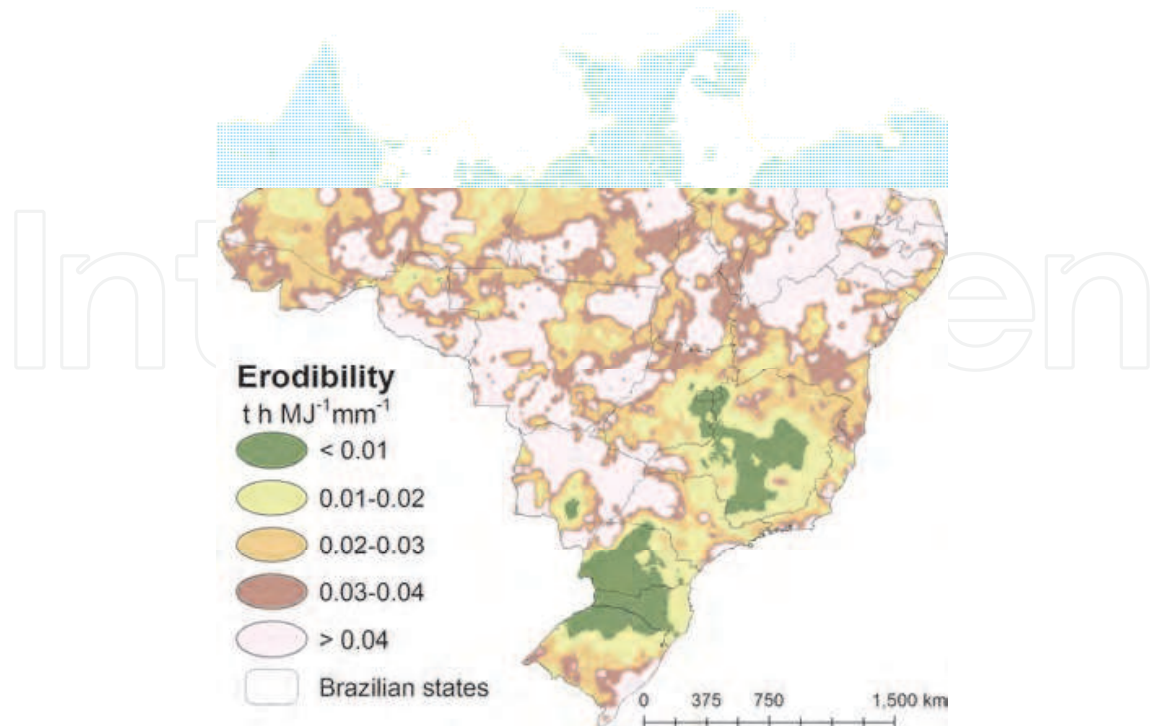 Inten
Erodibility
t h MJ⁻¹mm⁻¹
< 0.01
0.01-0.02
0.02-0.03
0.03-0.04
> 0.04
Brazilian states
0 375 750 1,500 km